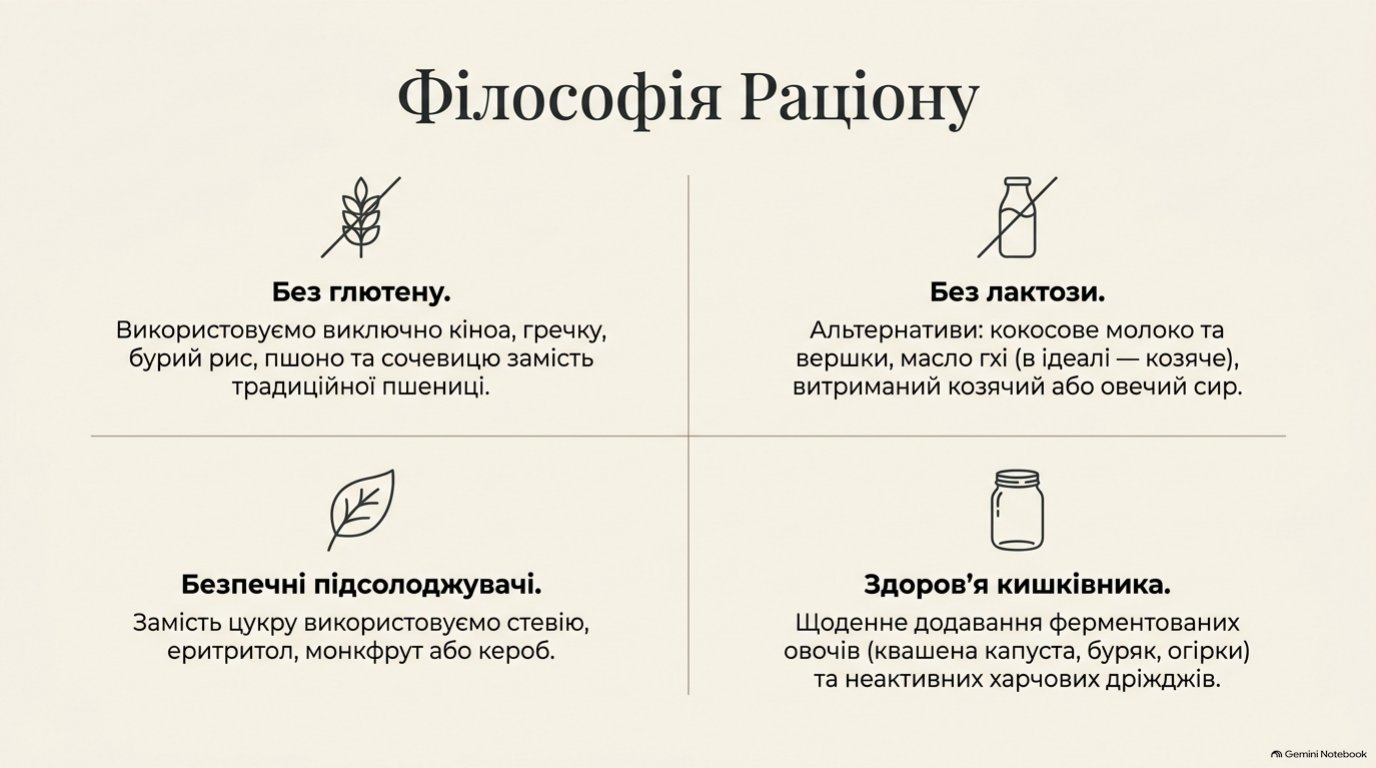 Філософія Раціону
Без глютену.
Використовуємо виключно кіноа, гречку,
бурий рис, пшоно та сочевицю замість
традиційної пшениці.
Без лактози.
Альтернативи: кокосове молоко та
вершки, масло гхі (в ідеалі — козяче),
витриманий козячий або овечий сир.
Безпечні підсолоджувачі.
Замість цукру використовуємо стевію,
еритритол, монкфрут або кероб.
Здоров’я кишківника.
Щоденне додавання ферментованих
овочів (квашена капуста, буряк, огірки)
та неактивних харчових дріжджів.
Gemini Notebook